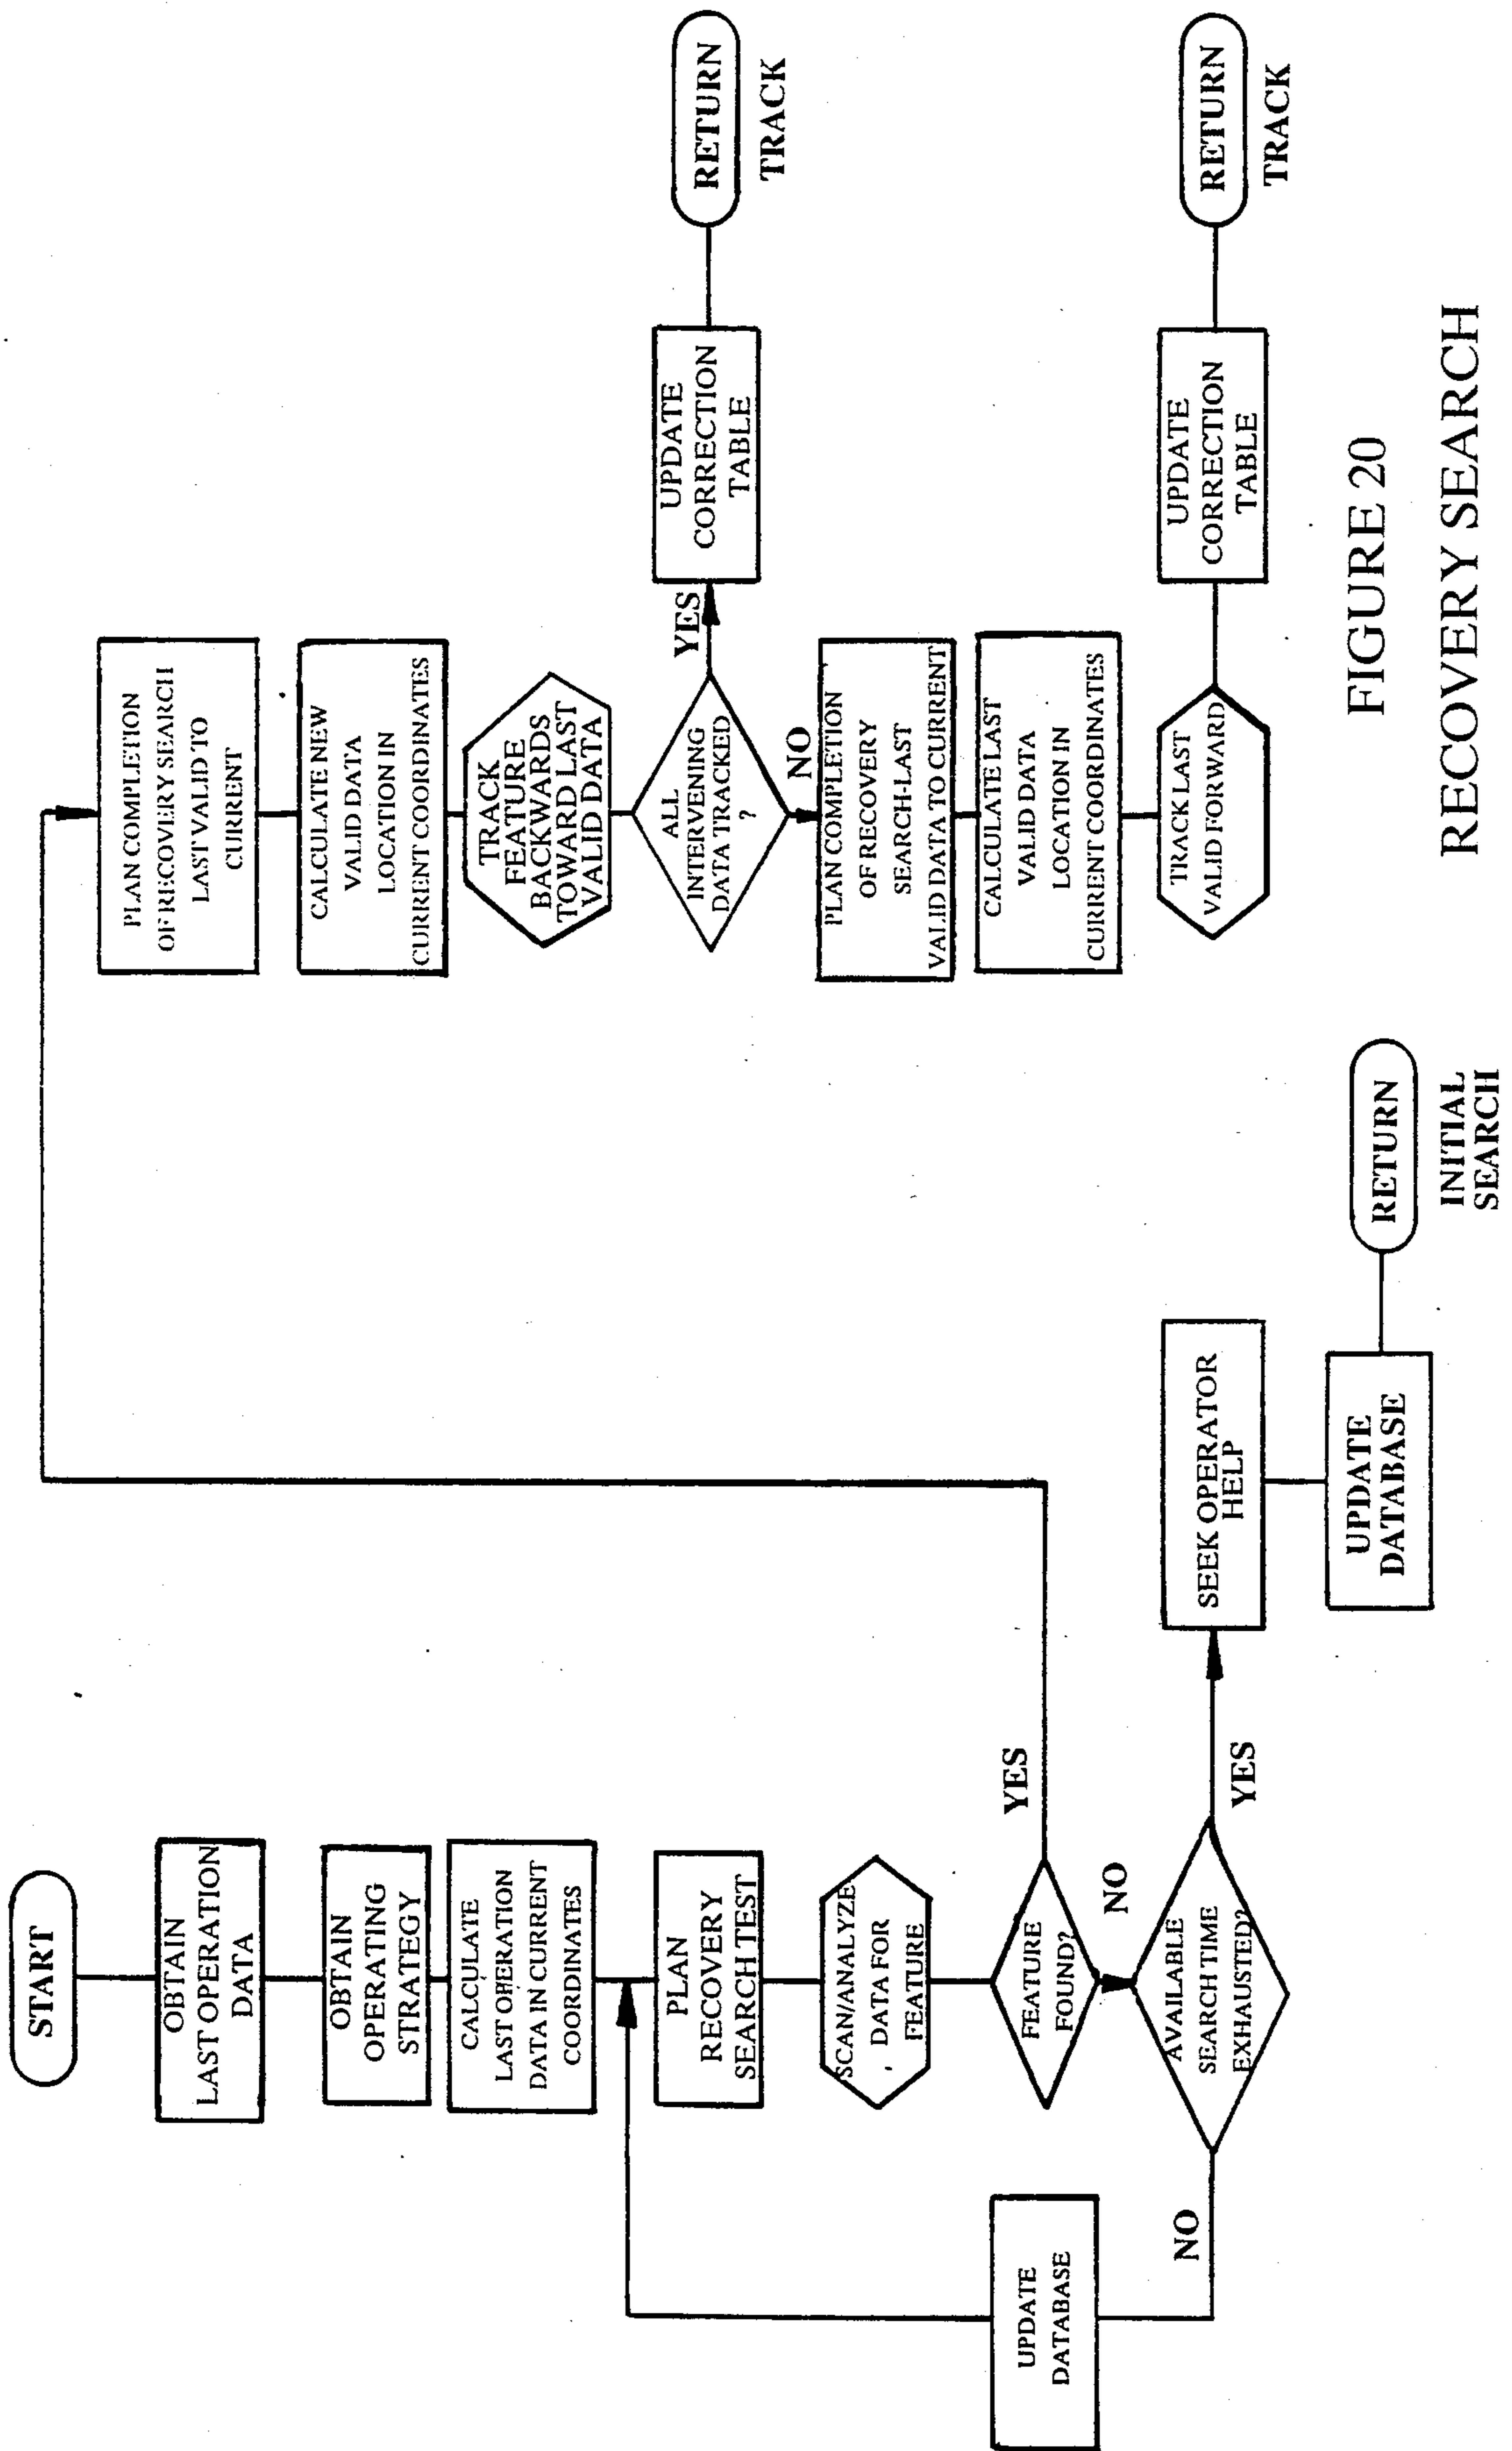 START
OBTAIN
LAST OPERATION
DATA
OBTAIN
OPERATING
STRATEGY
CALCULATE
LAST OPERATION
DATA IN CURRENT
COORDINATES
PLAN
RECOVERY
SEARCH TEST
SCAN/ANALYZE
DATA FOR
FEATURE
FEATURE
FOUND?
YES
NO
AVAILABLE
SEARCH TIME
EXHAUSTED?
NO
YES
UPDATE
DATABASE
SEEK OPERATOR
HELP
UPDATE
DATABASE
RETURN
INITIAL
SEARCH
PLAN COMPLETION
OF RECOVERY SEARCH
LAST VALID TO
CURRENT
CALCULATE NEW
VALID DATA
LOCATION IN
CURRENT COORDINATES
TRACK
FEATURE
BACKWARDS
TOWARD LAST
VALID DATA
ALL
INTERVENING
DATA TRACKED
?
YES
NO
UPDATE
CORRECTION
TABLE
RETURN
TRACK
PLAN COMPLETION
OF RECOVERY
SEARCH-LAST
VALID DATA TO CURRENT
CALCULATE LAST
VALID DATA
LOCATION IN
CURRENT COORDINATES
TRACK LAST
VALID FORWARD
UPDATE
CORRECTION
TABLE
RETURN
TRACK
FIGURE 20
RECOVERY SEARCH